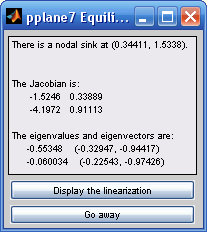 pplane7 Equili...
There is a nodal sink at (0.34411, 1.5338).
The Jacobian is:
-1.5246 0.33889
-4.1972 0.91113
The eigenvalues and eigenvectors are:
-0.55348 (-0.32947, -0.94417)
-0.060034 (-0.22543, -0.97426)
Display the linearization
Go away